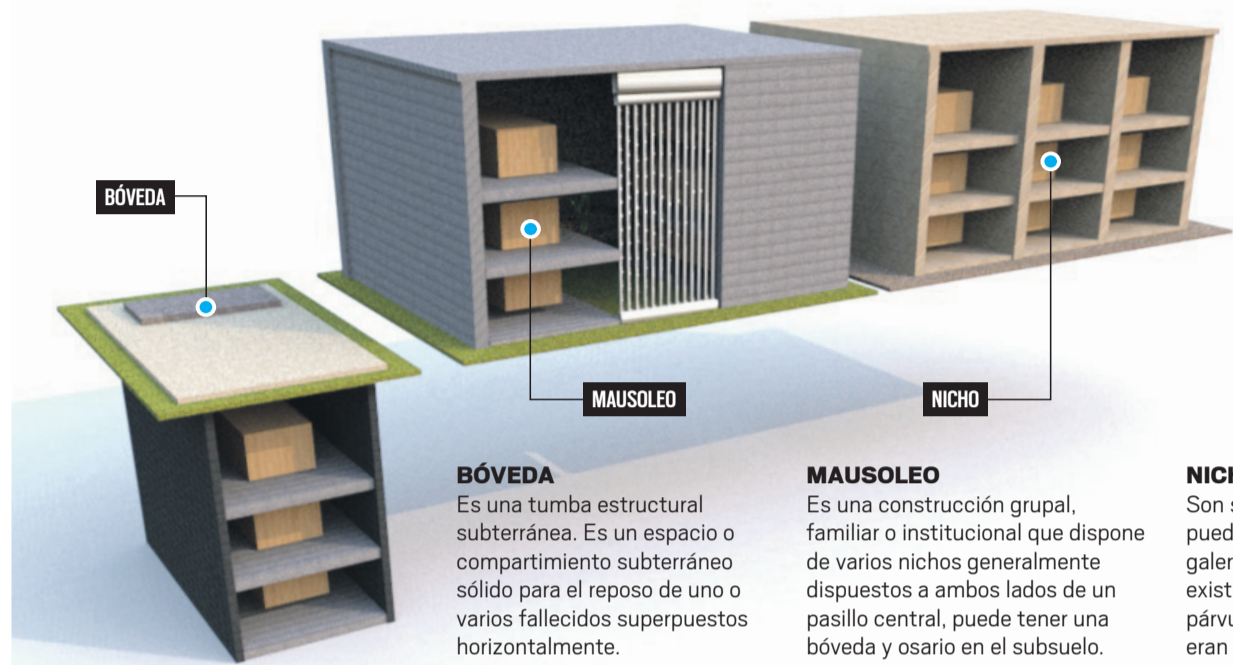 BÓVEDA
MAUSOLEO
NICHO
BÓVEDA
Es una tumba estructural
subterránea. Es un espacio o
compartimiento subterráneo
sólido para el reposo de uno o
varios fallecidos superpuestos
horizontalmente.
MAUSOLEO
Es una construcción grupal,
familiar o institucional que dispone
de varios nichos generalmente
dispuestos a ambos lados de un
pasillo central, puede tener una
bóveda y osario en el subsuelo.
Son
eran